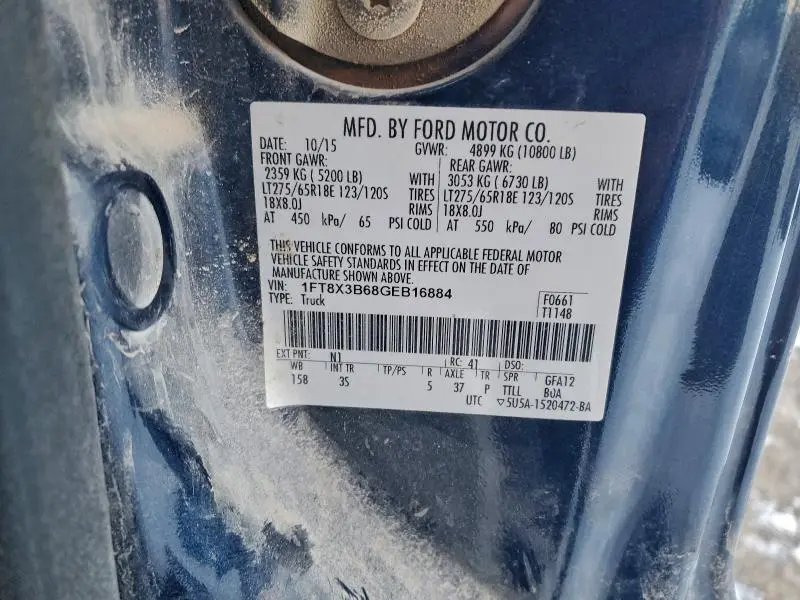 MFD. BY FORD MOTOR CO.
DATE: 10/15 GVWR: 4899 KG (10800 LB)
FRONT GAWR: REAR GAWR:
2359 KG ( 5200 LB) WITH 3053 KG ( 6730 LB) WITH
LT275/65R18E 123/120S TIRES LT275/65R18E 123/120S TIRES
18X8.0J RIMS 18X8.0J RIMS
AT 450 kPa/ 65 PSI COLD AT 550 kPa/ 80 PSI COLD
THIS VEHICLE CONFORMS TO ALL APPLICABLE FEDERAL MOTOR
VEHICLE SAFETY STANDARDS IN EFFECT ON THE DATE OF
MANUFACTURE SHOWN ABOVE.
VIN: 1FT8X3B68GEB16884
TYPE: Truck
F0661
T1148
EXT PNT: N1 RC: 41 DSO:
WB INT TR TP/PS R AXLE TR SPR GFA12
158 3S 5 37 P TTLL
UTC ▽5U5A-1520472-BA